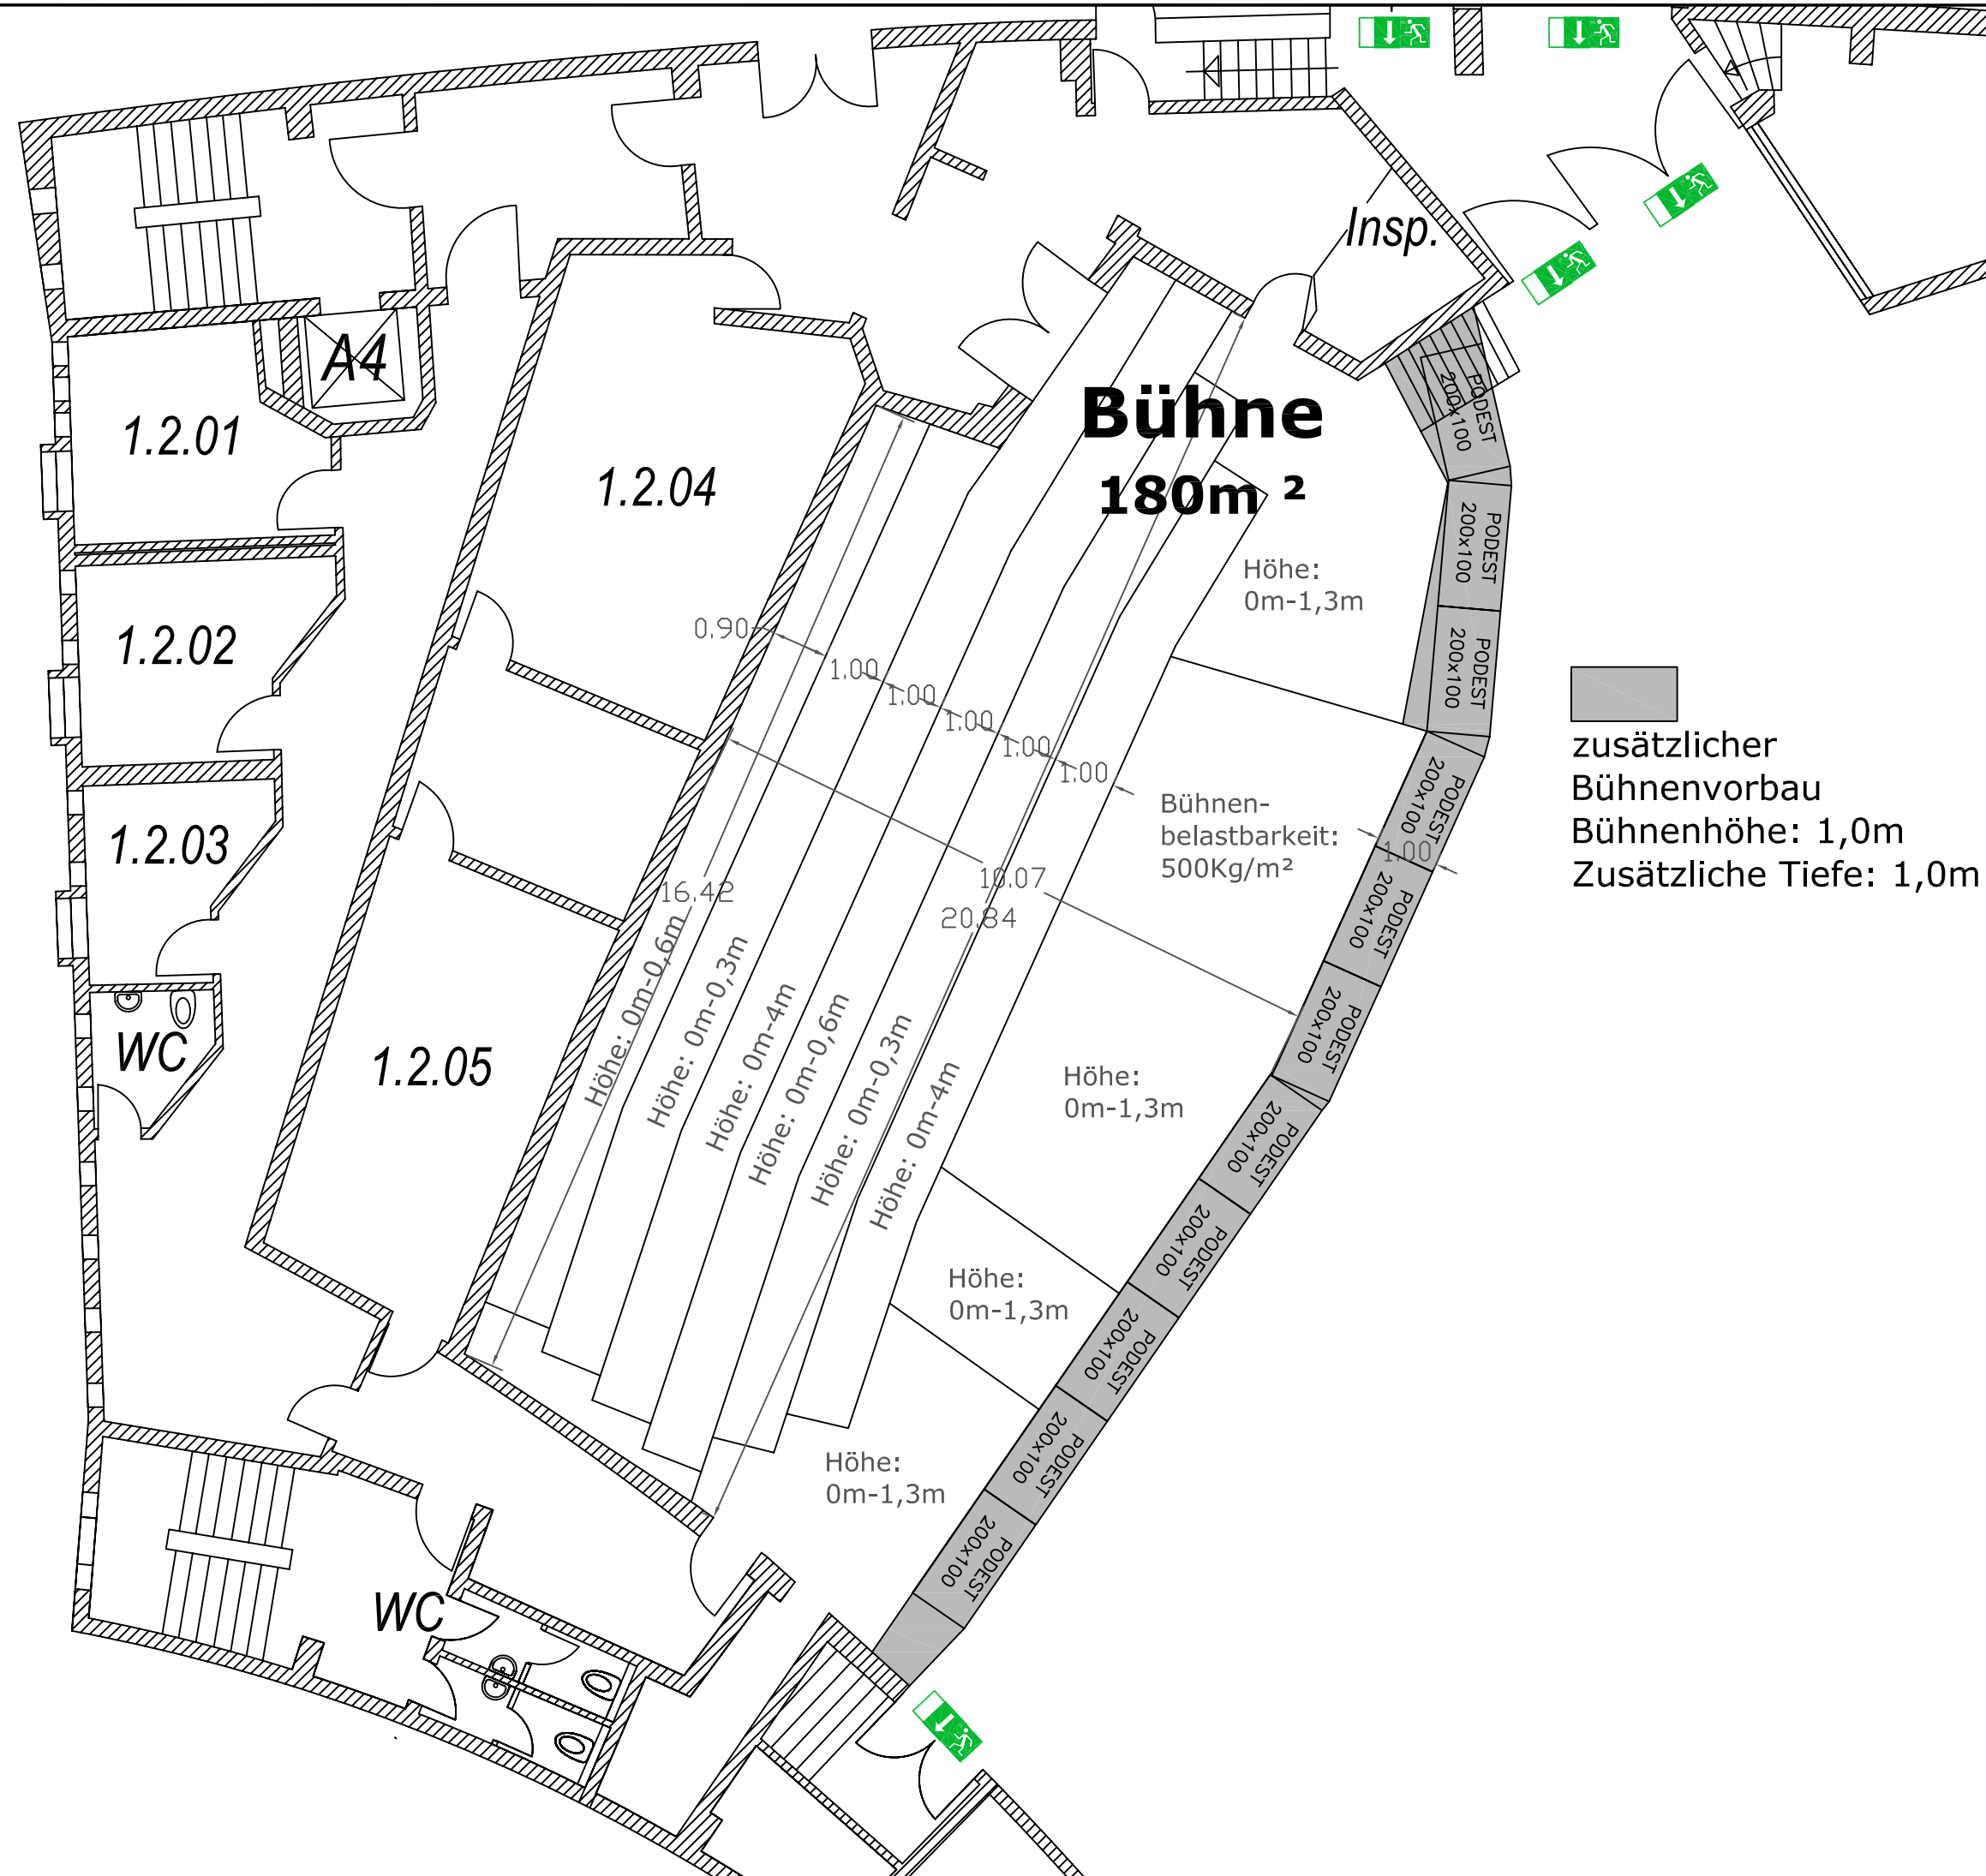 Insp.
A4
1.2.01
1.2.04
Bühne
180m ²
PODEST
200x100
PODEST
200x100
Höhe:
0m-1,3m
0.90
1.2.02
1.00
1.00
1.00
1.00
1.00
PODEST
200x100
zusätzlicher
Bühnenvorbau
Bühnenhöhe: 1,0m
Zusätzliche Tiefe: 1,0m
PODEST
200x100
Bühnen-
belastbarkeit:
500Kg/m²
1.00
1.2.03
16.42
10.07
20.84
PODEST
200x100
Höhe: 0m-0,6m
Höhe: 0m-0,3m
Höhe: 0m-4m
Höhe: 0m-0,6m
Höhe: 0m-0,3m
Höhe: 0m-4m
PODEST
200x100
WC
1.2.05
Höhe:
0m-1,3m
PODEST
200x100
PODEST
200x100
Höhe:
0m-1,3m
PODEST
200x100
PODEST
200x100
Höhe:
0m-1,3m
PODEST
200x100
WC